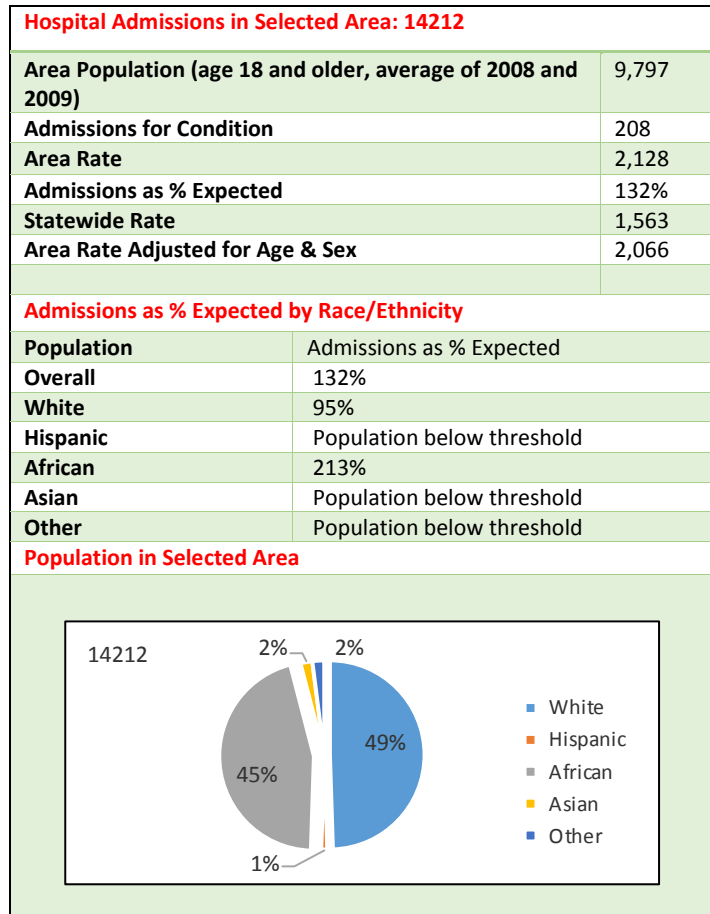 Hospital Admissions in Selected Area: 14212
Area Population (age 18 and older, average of 2008 and 2009) 9,797
Admissions for Condition 208
Area Rate 2,128
Admissions as % Expected 132%
Statewide Rate 1,563
Area Rate Adjusted for Age & Sex 2,066
Admissions as % Expected by Race/Ethnicity
Population Admissions as % Expected
Overall 132%
White 95%
Hispanic Population below threshold
African 213%
Asian Population below threshold
Other Population below threshold
Population in Selected Area
14212
2% 2%
49%
45%
1%
White
Hispanic
African
Asian
Other